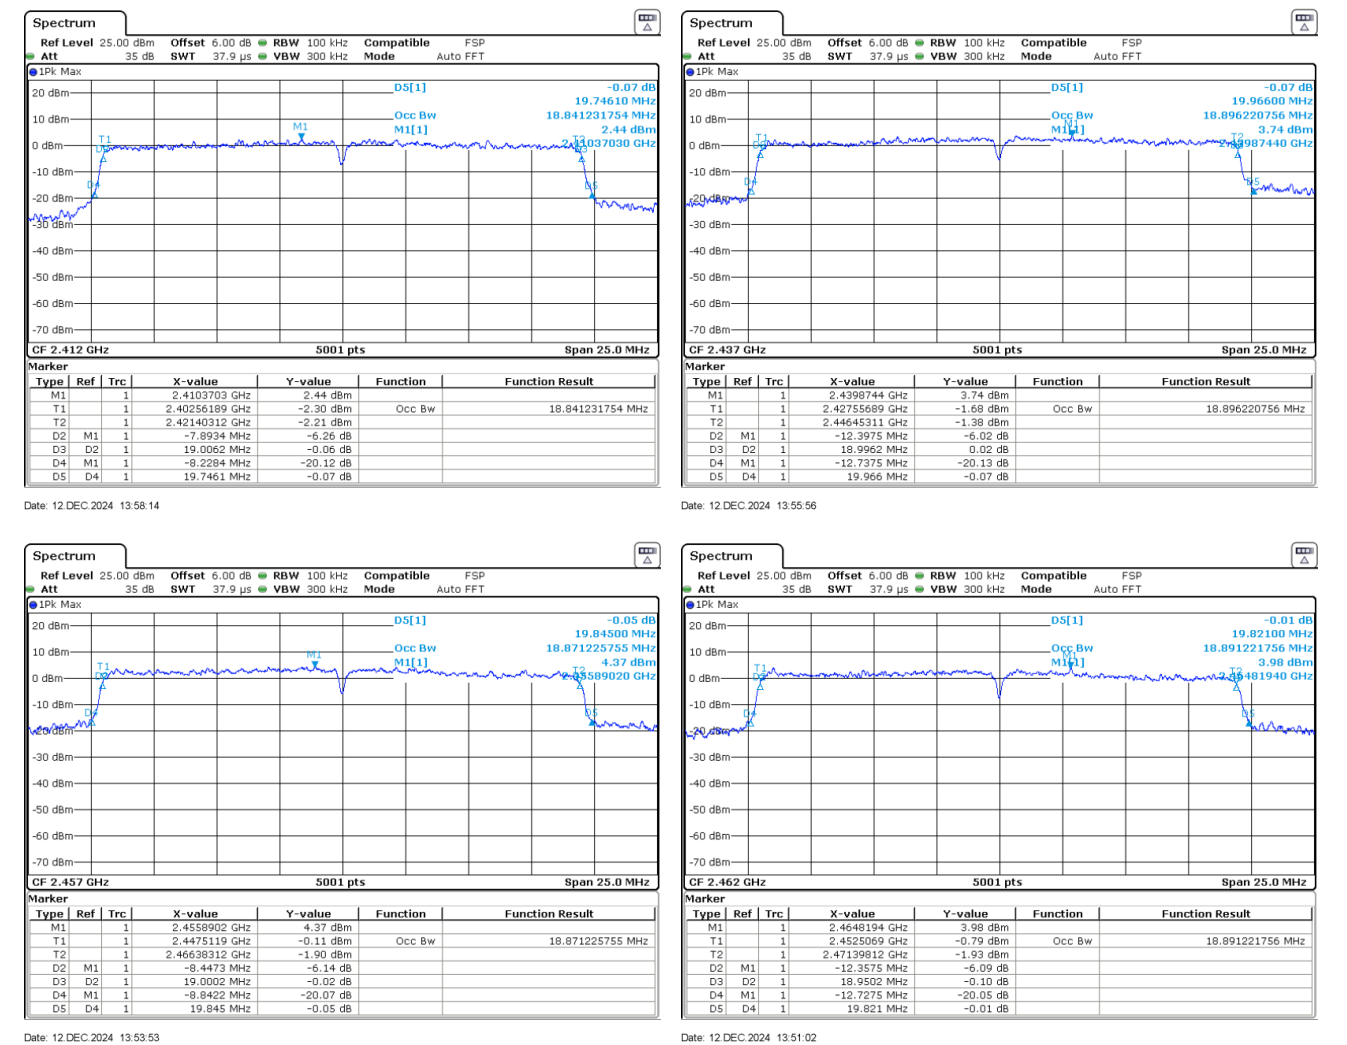 Spectrum
Ref Level 25.00 dBm Offset 6.00 dB RBW 100 kHz Compatible FSP
Att 35 dB SWT 37.9 µs VBW 300 kHz Mode Auto FFT
1Pk Max
D5[1] -0.07 dB
19.74610 MHz
Occ Bw 18.841231754 MHz
M1[1] 2.44 dBm
20 dBm
10 dBm
0 dBm
-10 dBm
-20 dBm
-30 dBm
-40 dBm
-50 dBm
-60 dBm
-70 dBm
M1
T1
T2
D4
D5
CF 2.412 GHz 5001 pts Span 25.0 MHz
Marker
Type Ref Trc X-value Y-value Function Function Result
M1 1 2.4103703 GHz 2.44 dBm
T1 1 2.40256189 GHz -2.30 dBm Occ Bw 18.841231754 MHz
T2 1 2.42140312 GHz -2.21 dBm
D2 M1 1 -7.8934 MHz -6.26 dB
D3 D2 1 19.0062 MHz -0.06 dB
D4 M1 1 -8.2284 MHz -20.12 dB
D5 D4 1 19.7461 MHz -0.07 dB
Date: 12.DEC.2024 13:58:14
Spectrum
Ref Level 25.00 dBm Offset 6.00 dB RBW 100 kHz Compatible FSP
Att 35 dB SWT 37.9 µs VBW 300 kHz Mode Auto FFT
1Pk Max
D5[1] -0.07 dB
19.96600 MHz
Occ Bw 18.896220756 MHz
M1[1] 3.74 dBm
20 dBm
10 dBm
0 dBm
-10 dBm
-20 dBm
-30 dBm
-40 dBm
-50 dBm
-60 dBm
-70 dBm
M1
T1
T2
D4
D5
CF 2.437 GHz 5001 pts Span 25.0 MHz
Marker
Type Ref Trc X-value Y-value Function Function Result
M1 1 2.4398744 GHz 3.74 dBm
T1 1 2.42755689 GHz -1.68 dBm Occ Bw 18.896220756 MHz
T2 1 2.44645311 GHz -1.38 dBm
D2 M1 1 -12.3975 MHz -6.02 dB
D3 D2 1 18.9962 MHz 0.02 dB
D4 M1 1 -12.7375 MHz -20.13 dB
D5 D4 1 19.966 MHz -0.07 dB
Date: 12.DEC.2024 13:55:56
Spectrum
Ref Level 25.00 dBm Offset 6.00 dB RBW 100 kHz Compatible FSP
Att 35 dB SWT 37.9 µs VBW 300 kHz Mode Auto FFT
1Pk Max
D5[1] -0.05 dB
19.84500 MHz
Occ Bw 18.871225755 MHz
M1[1] 4.37 dBm
20 dBm
10 dBm
0 dBm
-10 dBm
-20 dBm
-30 dBm
-40 dBm
-50 dBm
-60 dBm
-70 dBm
M1
T1
T2
D5
CF 2.457 GHz 5001 pts Span 25.0 MHz
Marker
Type Ref Trc X-value Y-value Function Function Result
M1 1 2.4558902 GHz 4.37 dBm
T1 1 2.4475119 GHz -0.11 dBm Occ Bw 18.871225755 MHz
T2 1 2.46638312 GHz -1.90 dBm
D2 M1 1 -8.4473 MHz -6.14 dB
D3 D2 1 19.0002 MHz -0.02 dB
D4 M1 1 -8.8422 MHz -20.07 dB
D5 D4 1 19.845 MHz -0.05 dB
Date: 12.DEC.2024 13:53:53
Spectrum
Ref Level 25.00 dBm Offset 6.00 dB RBW 100 kHz Compatible FSP
Att 35 dB SWT 37.9 µs VBW 300 kHz Mode Auto FFT
1Pk Max
D5[1] -0.01 dB
19.82100 MHz
Occ Bw 18.891221756 MHz
M1[1] 3.98 dBm
20 dBm
10 dBm
0 dBm
-10 dBm
-20 dBm
-30 dBm
-40 dBm
-50 dBm
-60 dBm
-70 dBm
M1
T1
T2
D4
D5
CF 2.462 GHz 5001 pts Span 25.0 MHz
Marker
Type Ref Trc X-value Y-value Function Function Result
M1 1 2.4648194 GHz 3.98 dBm
T1 1 2.4525069 GHz -0.79 dBm Occ Bw 18.891221756 MHz
T2 1 2.47139812 GHz -1.93 dBm
D2 M1 1 -12.3575 MHz -6.09 dB
D3 D2 1 18.9502 MHz -0.10 dB
D4 M1 1 -12.7275 MHz -20.05 dB
D5 D4 1 19.821 MHz -0.01 dB
Date: 12.DEC.2024 13:51:02